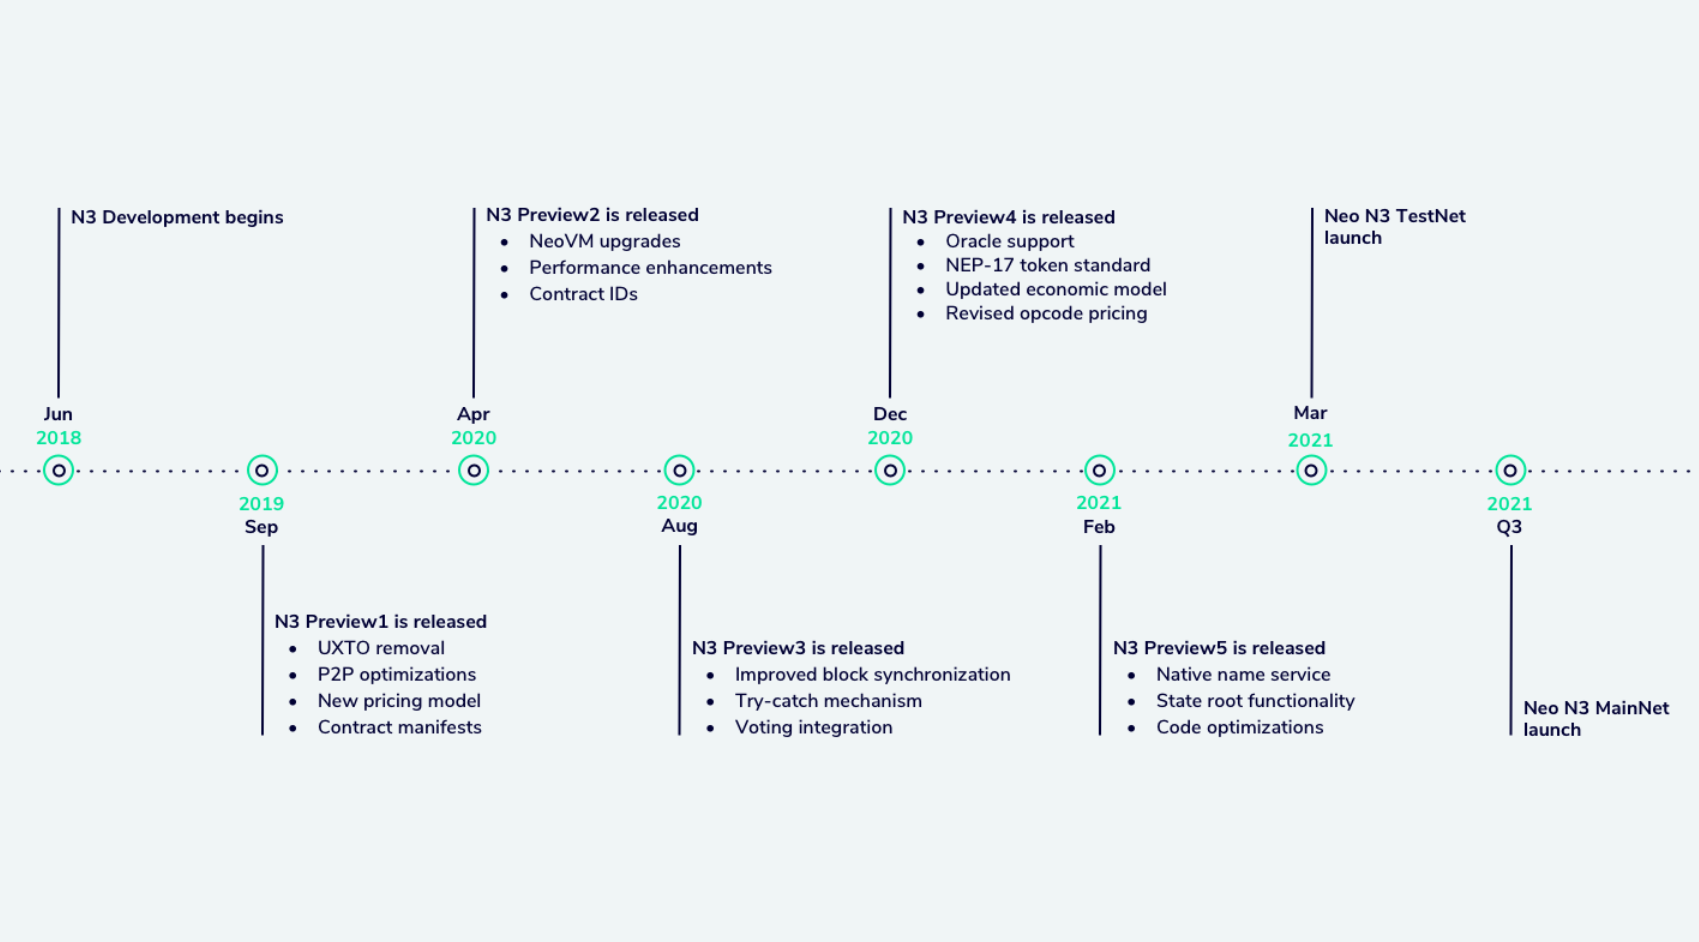 Jun
2018
N3 Development begins
2019
Sep
N3 Preview1 is released
• UXTO removal
• P2P optimizations
• New pricing model
• Contract manifests
Apr
2020
N3 Preview2 is released
• NeoVM upgrades
• Performance enhancements
• Contract IDs
2020
Aug
N3 Preview3 is released
• Improved block synchronization
• Try-catch mechanism
• Voting integration
Dec
2020
N3 Preview4 is released
• Oracle support
• NEP-17 token standard
• Updated economic model
• Revised opcode pricing
2021
Feb
N3 Preview5 is released
• Native name service
• State root functionality
• Code optimizations
Mar
2021
Neo N3 TestNet
launch
2021
Q3
Neo N3 MainNet
launch